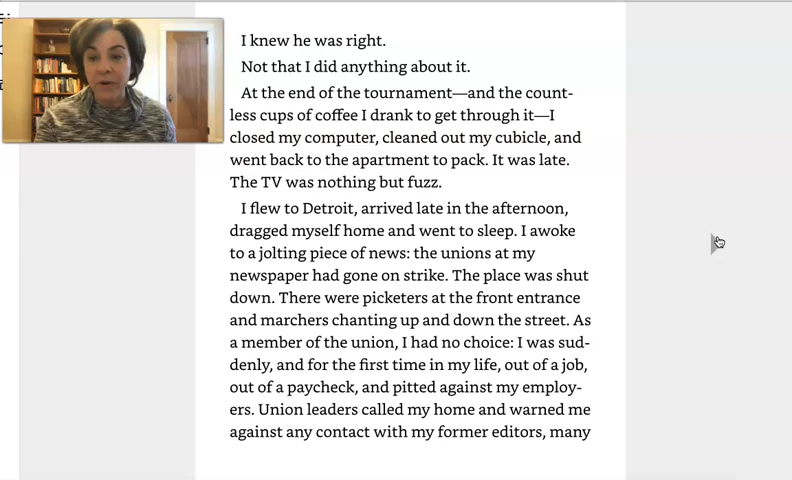 I knew he was right.
Not that I did anything about it.
At the end of the tournament—and the count-
less cups of coffee I drank to get through it—I
closed my computer, cleaned out my cubicle, and
went back to the apartment to pack. It was late.
The TV was nothing but fuzz.
I flew to Detroit, arrived late in the afternoon,
dragged myself home and went to sleep. I awoke
to a jolting piece of news: the unions at my
newspaper had gone on strike. The place was shut
down. There were picketers at the front entrance
and marchers chanting up and down the street. As
a member of the union, I had no choice: I was sud-
denly, and for the first time in my life, out of a job,
out of a paycheck, and pitted against my employ-
ers. Union leaders called my home and warned me
against any contact with my former editors, many